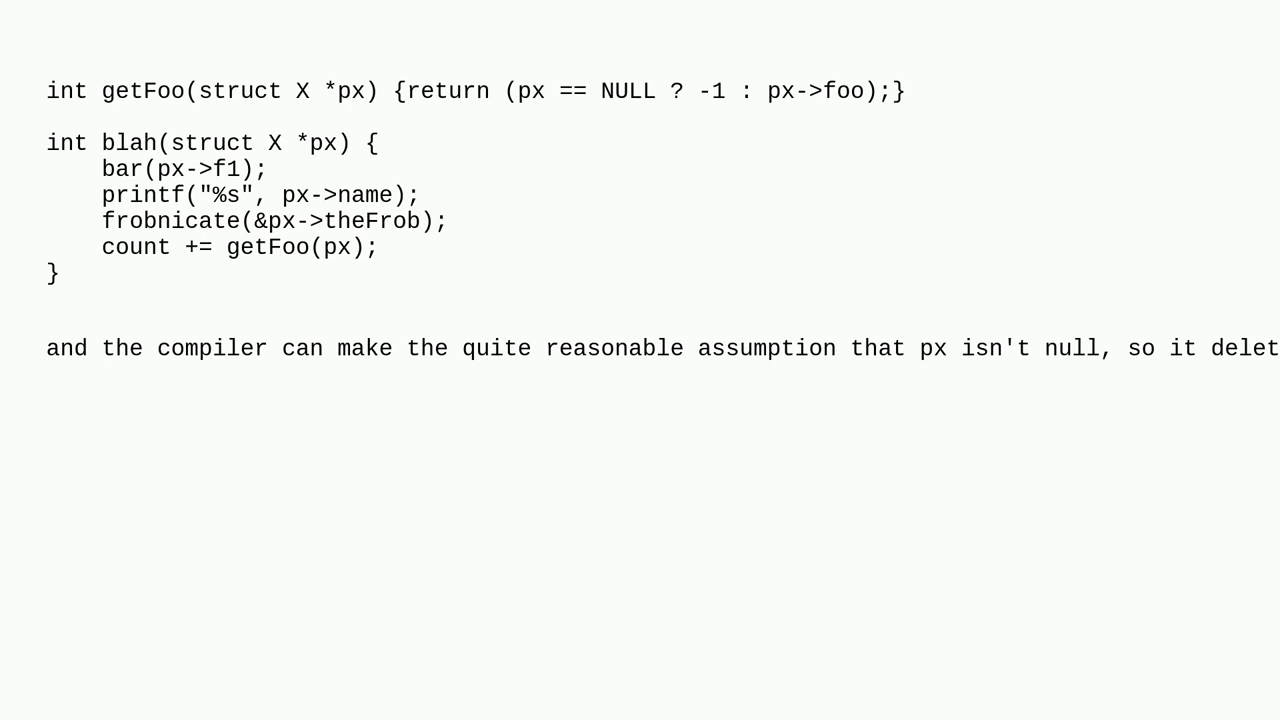 int getFoo(struct X *px) {return (px == NULL ? -1 : px->foo);}
int blah(struct X *px) {
    bar(px->f1);
    printf("%s", px->name);
    frobnicate(&px->theFrob);
    count += getFoo(px);
}
and the compiler can make the quite reasonable assumption that px isn't null, so it delet